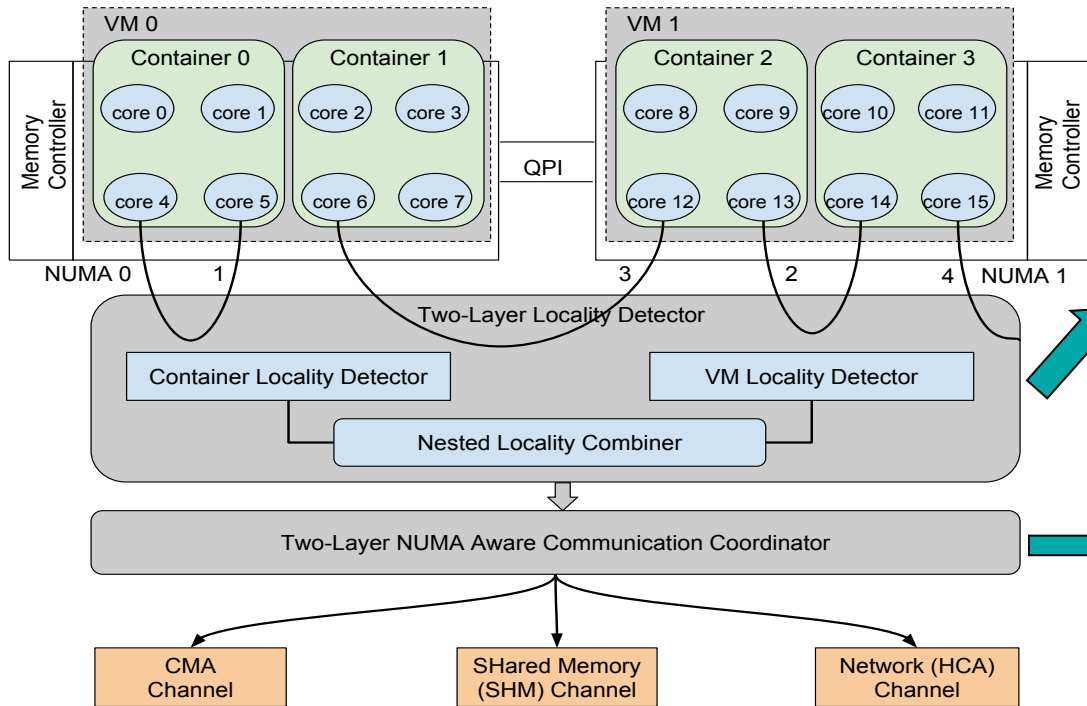 VM 0
VM 1
Container 0
Container 1
Container 2
Container 3
core 0
core 1
core 2
core 3
core 8
core 9
core 10
core 11
Memory
Controller
QPI
Memory
Controller
core 4
core 5
core 6
core 7
core 12
core 13
core 14
core 15
NUMA 0
1
3
2
4
NUMA 1
Two-Layer Locality Detector
Container Locality Detector
VM Locality Detector
Nested Locality Combiner
Two-Layer NUMA Aware Communication Coordinator
CMA
Channel
SHared Memory
(SHM) Channel
Network (HCA)
Channel